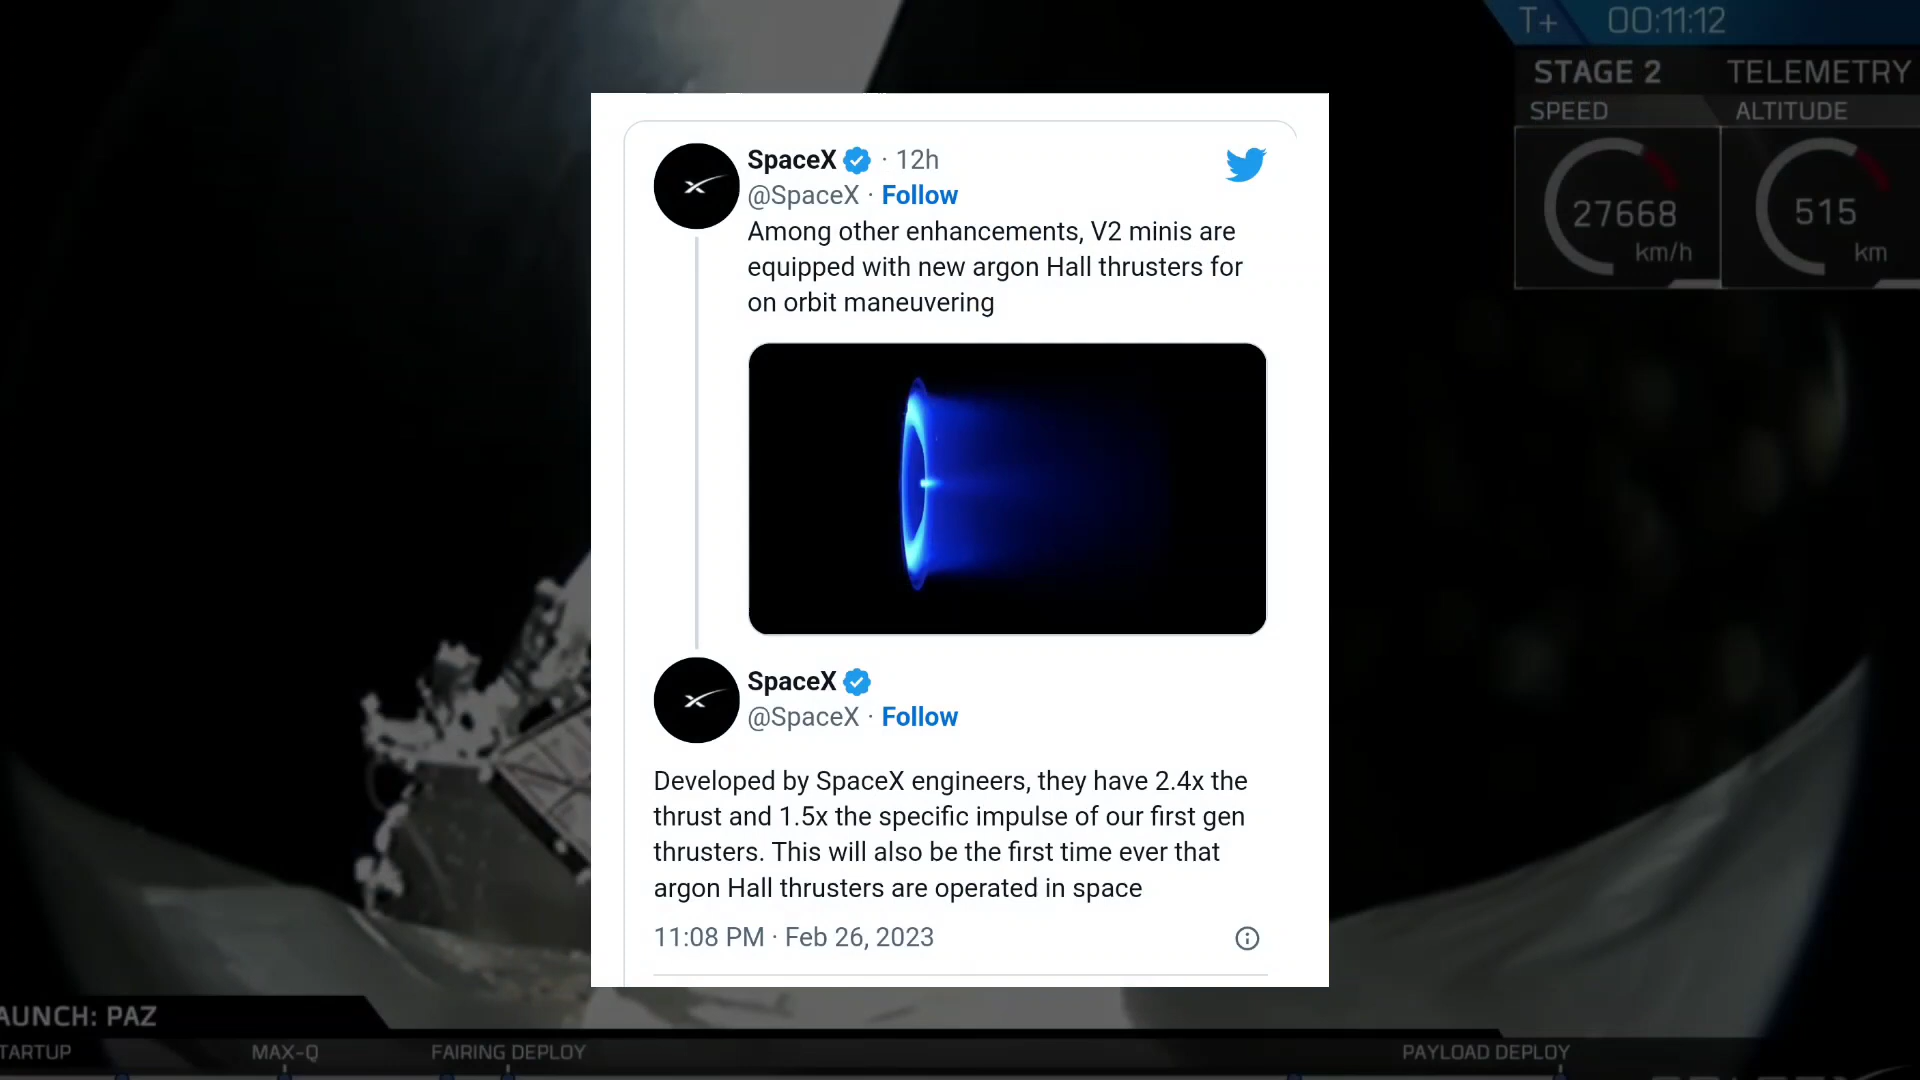 T+ 00:11:12
STAGE 2 TELEMETRY
SPEED ALTITUDE
27668 515
km/h km
SpaceX · 12h
@SpaceX · Follow
Among other enhancements, V2 minis are
equipped with new argon Hall thrusters for
on orbit maneuvering
SpaceX
@SpaceX · Follow
Developed by SpaceX engineers, they have 2.4x the
thrust and 1.5x the specific impulse of our first gen
thrusters. This will also be the first time ever that
argon Hall thrusters are operated in space
11:08 PM · Feb 26, 2023
AUNCH: PAZ
TARTUP MAX-Q FAIRING DEPLOY PAYLOAD DEPLOY